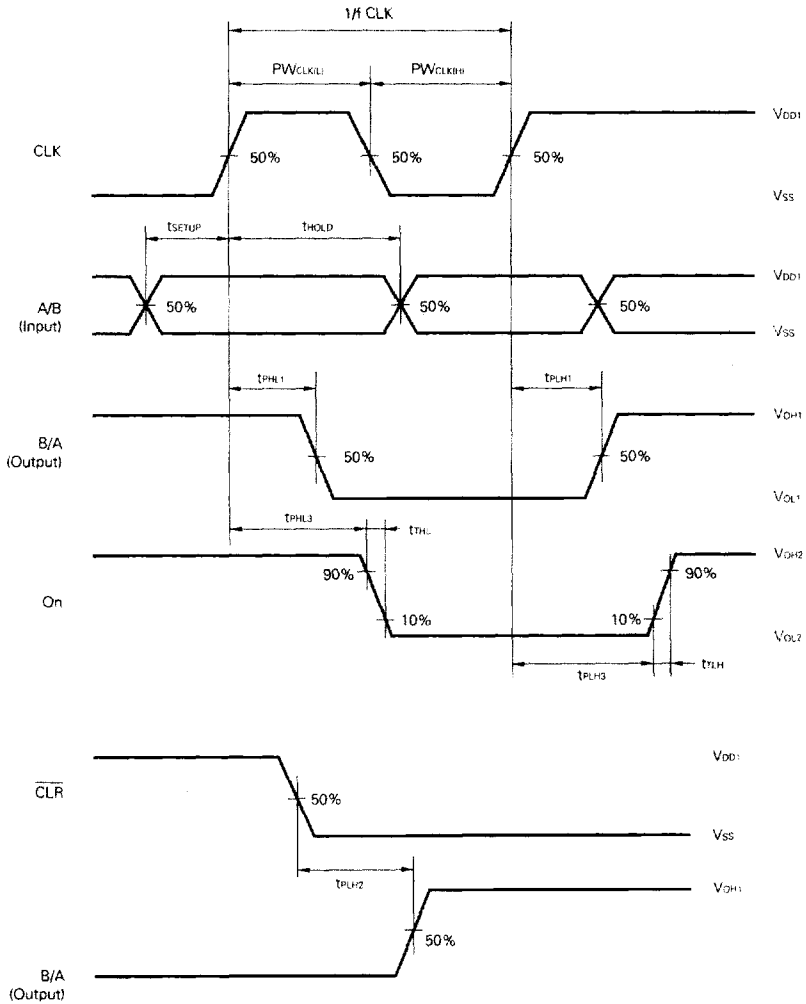 1/f CLK
PWCLK(L) PWCLK(H)
VDD1
CLK 50% 50% 50%
VSS
tSETUP tHOLD
VDD1
A/B
(Input)
50% 50% 50%
VSS
tPHL1 tPLH1
VOH1
B/A
(Output)
50% 50%
VOL1
tPHL3 tTHL
VOH2
90% 90%
On
10% 10%
VOL2
tPLH3 tTLH
VDD1
CLR 50%
VSS
tPLH2
VOH1
50%
B/A
(Output)